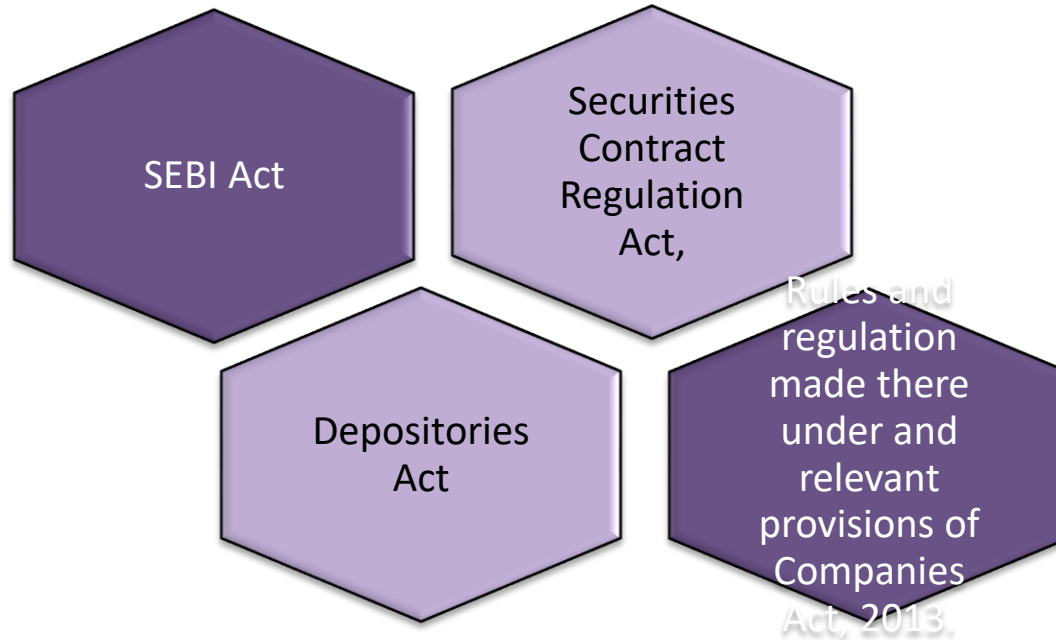 SEBI Act
Securities
Contract
Regulation
Act,
Depositories
Act
Rules and
regulation
made there
under and
relevant
provisions of
Companies
Act, 2013.